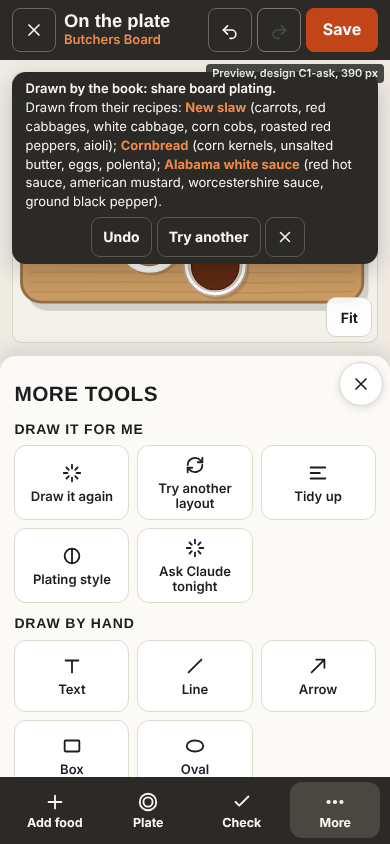 On the plate
Butchers Board
Save
Preview, design C1-ask, 390 px
Drawn by the book: share board plating.
Drawn from their recipes: New slaw (carrots, red
cabbages, white cabbage, corn cobs, roasted red
peppers, aioli); Cornbread (corn kernels, unsalted
butter, eggs, polenta); Alabama white sauce (red hot
sauce, american mustard, worcestershire sauce,
ground black pepper).
Undo
Try another
Fit
MORE TOOLS
DRAW IT FOR ME
Draw it again
Try another
layout
Tidy up
Plating style
Ask Claude
tonight
DRAW BY HAND
Text
Line
Arrow
Box
Oval
Add food
Plate
Check
More